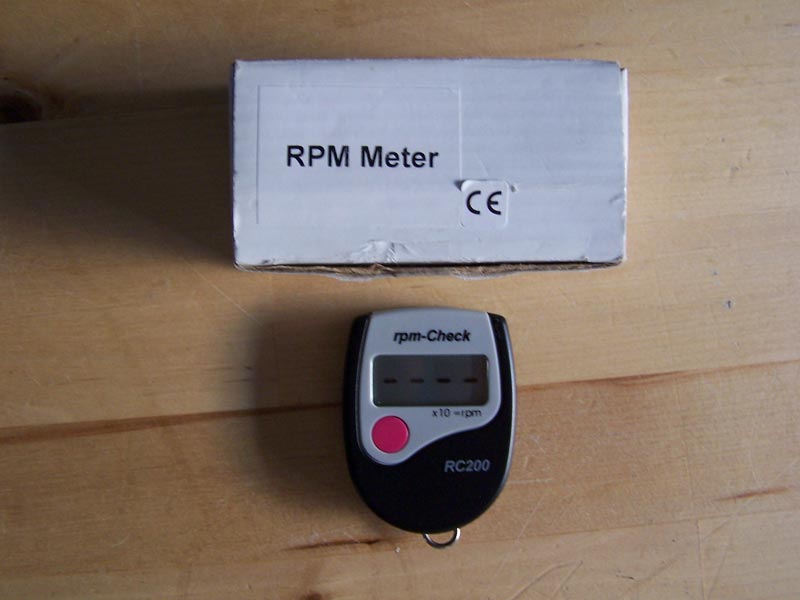 RPM Meter
CE
rpm-Check
- - - -
x10 =rpm
RC200